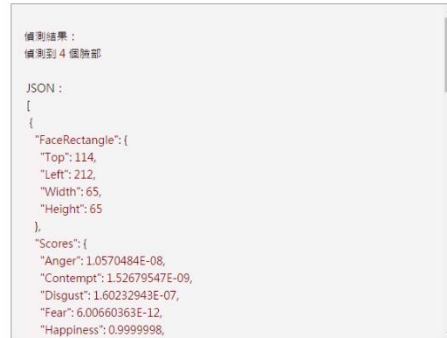 偵測結果：
偵測到 4 個臉部
JSON：
[
{
"FaceRectangle": {
"Top": 114,
"Left": 212,
"Width": 65,
"Height": 65
},
"Scores": {
"Anger": 1.0570484E-08,
"Contempt": 1.52679547E-09,
"Disgust": 1.60232943E-07,
"Fear": 6.00660363E-12,
"Happiness": 0.9999998,